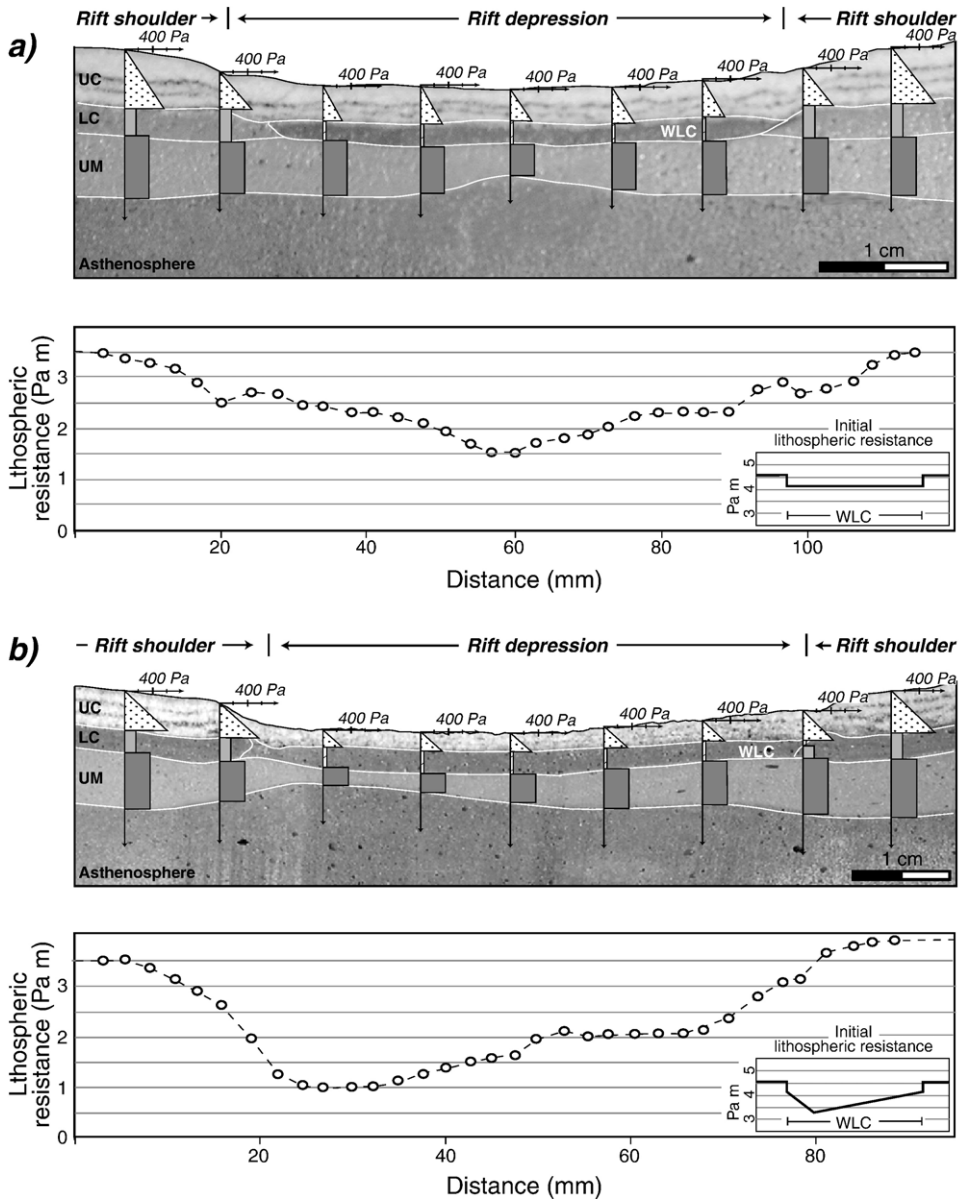 a)
Rift shoulder → | ← Rift depression → | ← Rift shoulder
400 Pa 400 Pa 400 Pa 400 Pa 400 Pa 400 Pa 400 Pa 400 Pa 400 Pa
UC
LC
WLC
UM
Asthenosphere
1 cm
Lthospheric
resistance (Pa m)
3
2
1
0
Initial
lithospheric resistance
Pa m
5
4
3
WLC
20 40 60 80 100
Distance (mm)
b)
– Rift shoulder → | ← Rift depression → | ← Rift shoulder
400 Pa 400 Pa 400 Pa 400 Pa 400 Pa 400 Pa 400 Pa 400 Pa 400 Pa
UC
LC
WLC
UM
Asthenosphere
1 cm
Lthospheric
resistance (Pa m)
3
2
1
0
Initial
lithospheric resistance
Pa m
5
4
3
WLC
20 40 60 80
Distance (mm)